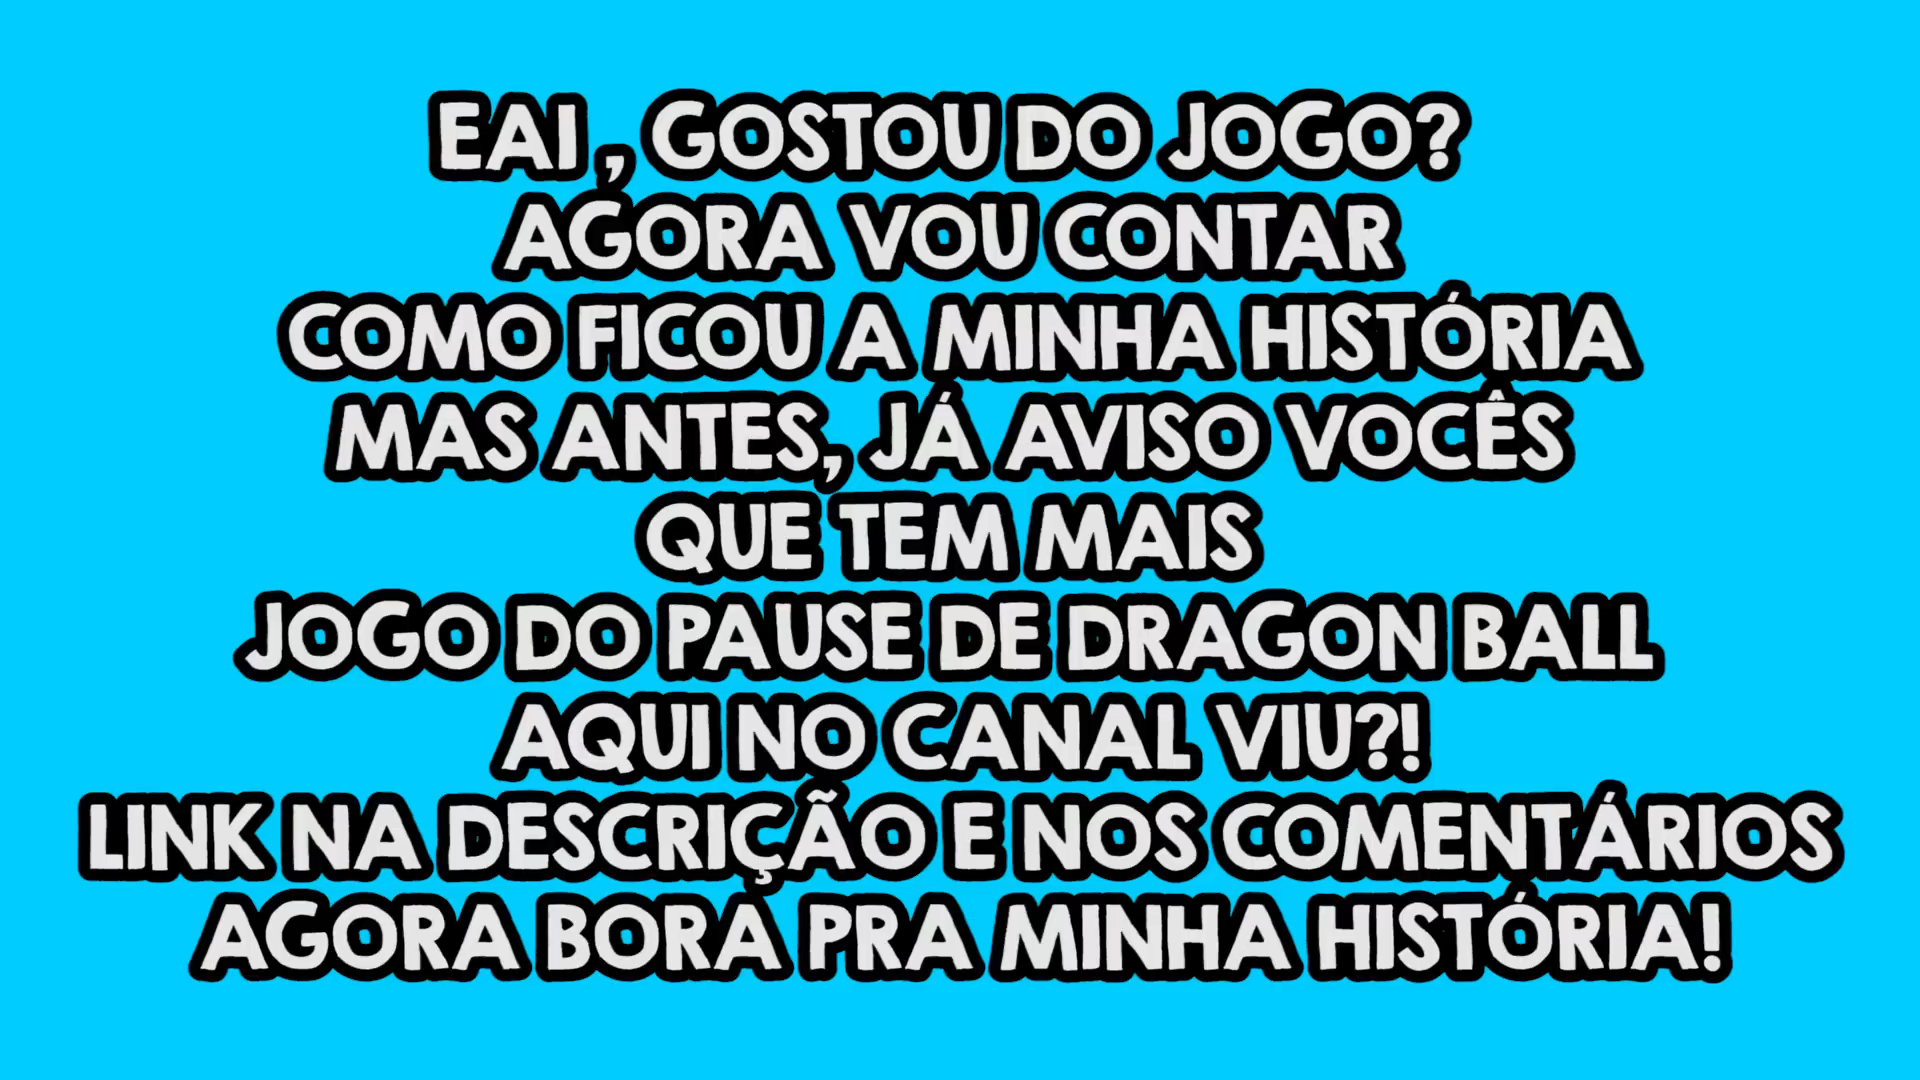 EAI , GOSTOU DO JOGO?
AGORA VOU CONTAR
COMO FICOU A MINHA HISTÓRIA
MAS ANTES, JÁ AVISO VOCÊS
QUE TEM MAIS
JOGO DO PAUSE DE DRAGON BALL
AQUI NO CANAL VIU?!
LINK NA DESCRIÇÃO E NOS COMENTÁRIOS
AGORA BORA PRA MINHA HISTÓRIA!